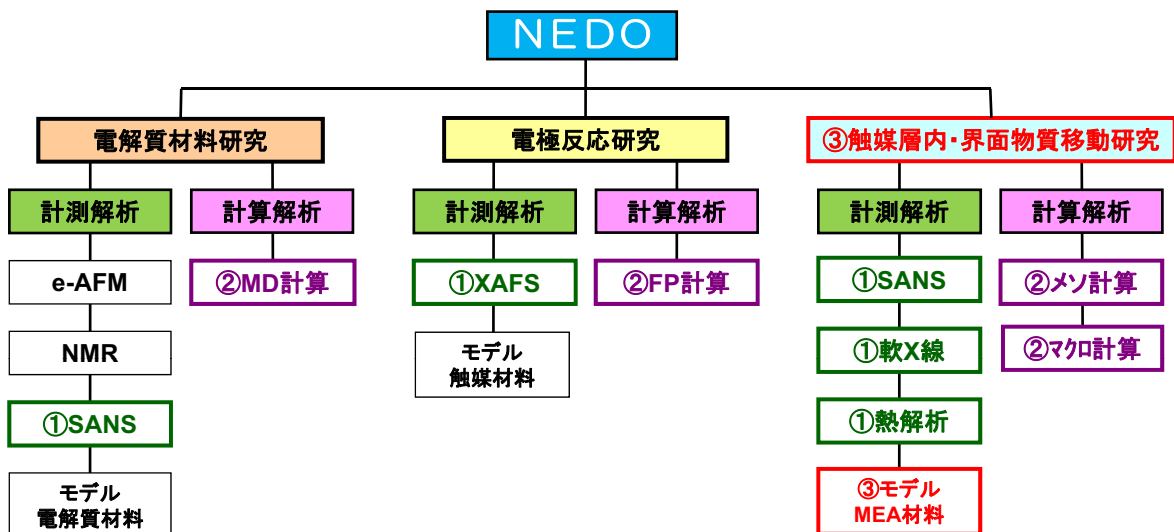 NEDO
電解質材料研究
電極反応研究
③触媒層内・界面物質移動研究
計測解析
計算解析
計測解析
計算解析
計測解析
計算解析
e-AFM
②MD計算
①XAFS
②FP計算
①SANS
②メソ計算
NMR
モデル
触媒材料
①軟X線
②マクロ計算
①SANS
①熱解析
モデル
電解質材料
③モデル
MEA材料